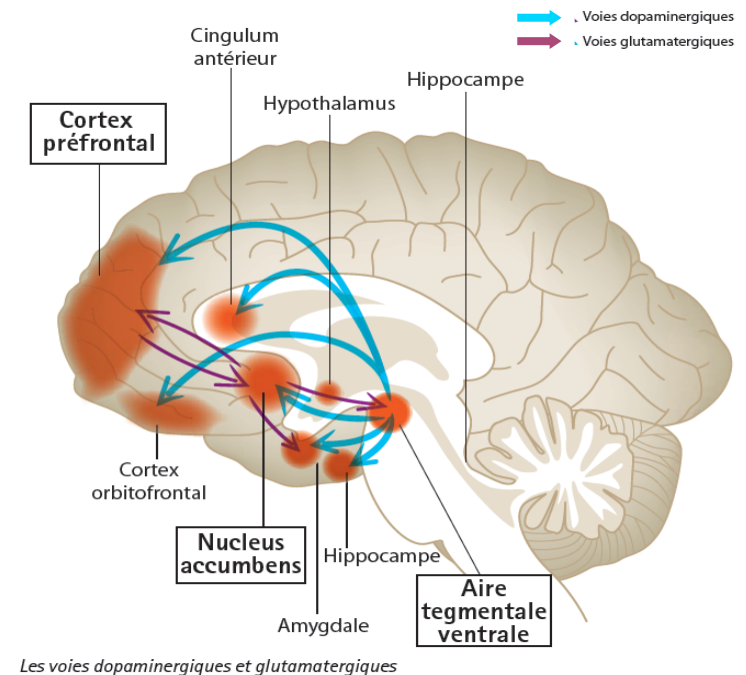 Voies dopaminergiques
Voies glutamatergiques
Cingulum
antérieur
Hippocampe
Hypothalamus
Cortex
préfrontal
Cortex
orbitofrontal
Nucleus
accumbens
Hippocampe
Amygdale
Aire
tegmentale
ventrale
Les voies dopaminergiques et glutamatergiques